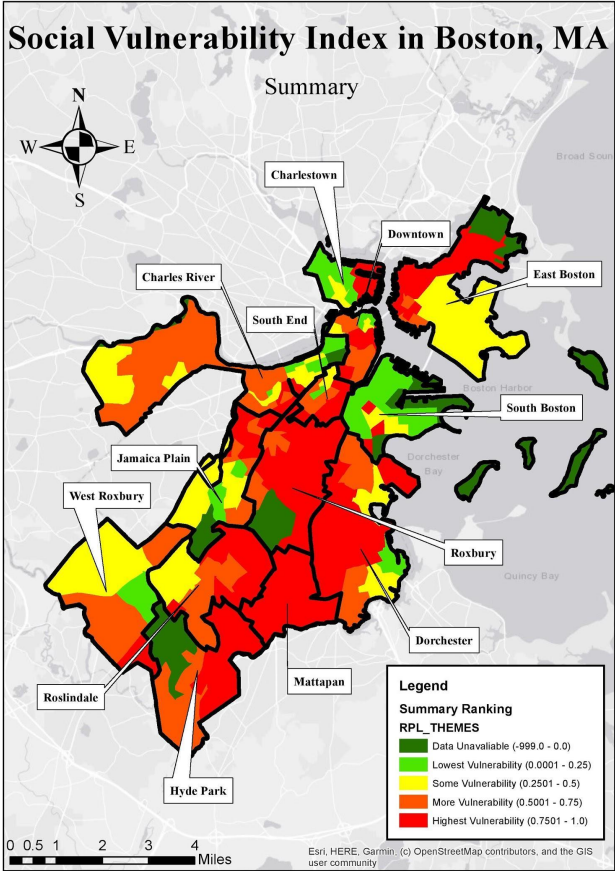 Social Vulnerability Index in Boston, MA
Summary
N
W E
S
Broad Soun
Charlestown
Downtown
Charles River
East Boston
South End
Boston Harbor
South Boston
Jamaica Plain
Dorchester
Bay
West Roxbury
Roxbury
Quincy Bay
Dorchester
Mattapan
Roslindale
Hyde Park
Legend
Summary Ranking
RPL_THEMES
Data Unavaliable (-999.0 - 0.0)
Lowest Vulnerability (0.0001 - 0.25)
Some Vulnerability (0.2501 - 0.5)
More Vulnerability (0.5001 - 0.75)
Highest Vulnerability (0.7501 - 1.0)
0 0.5 1 2 3 4
Miles
Esri, HERE, Garmin, (c) OpenStreetMap contributors, and the GIS
user community